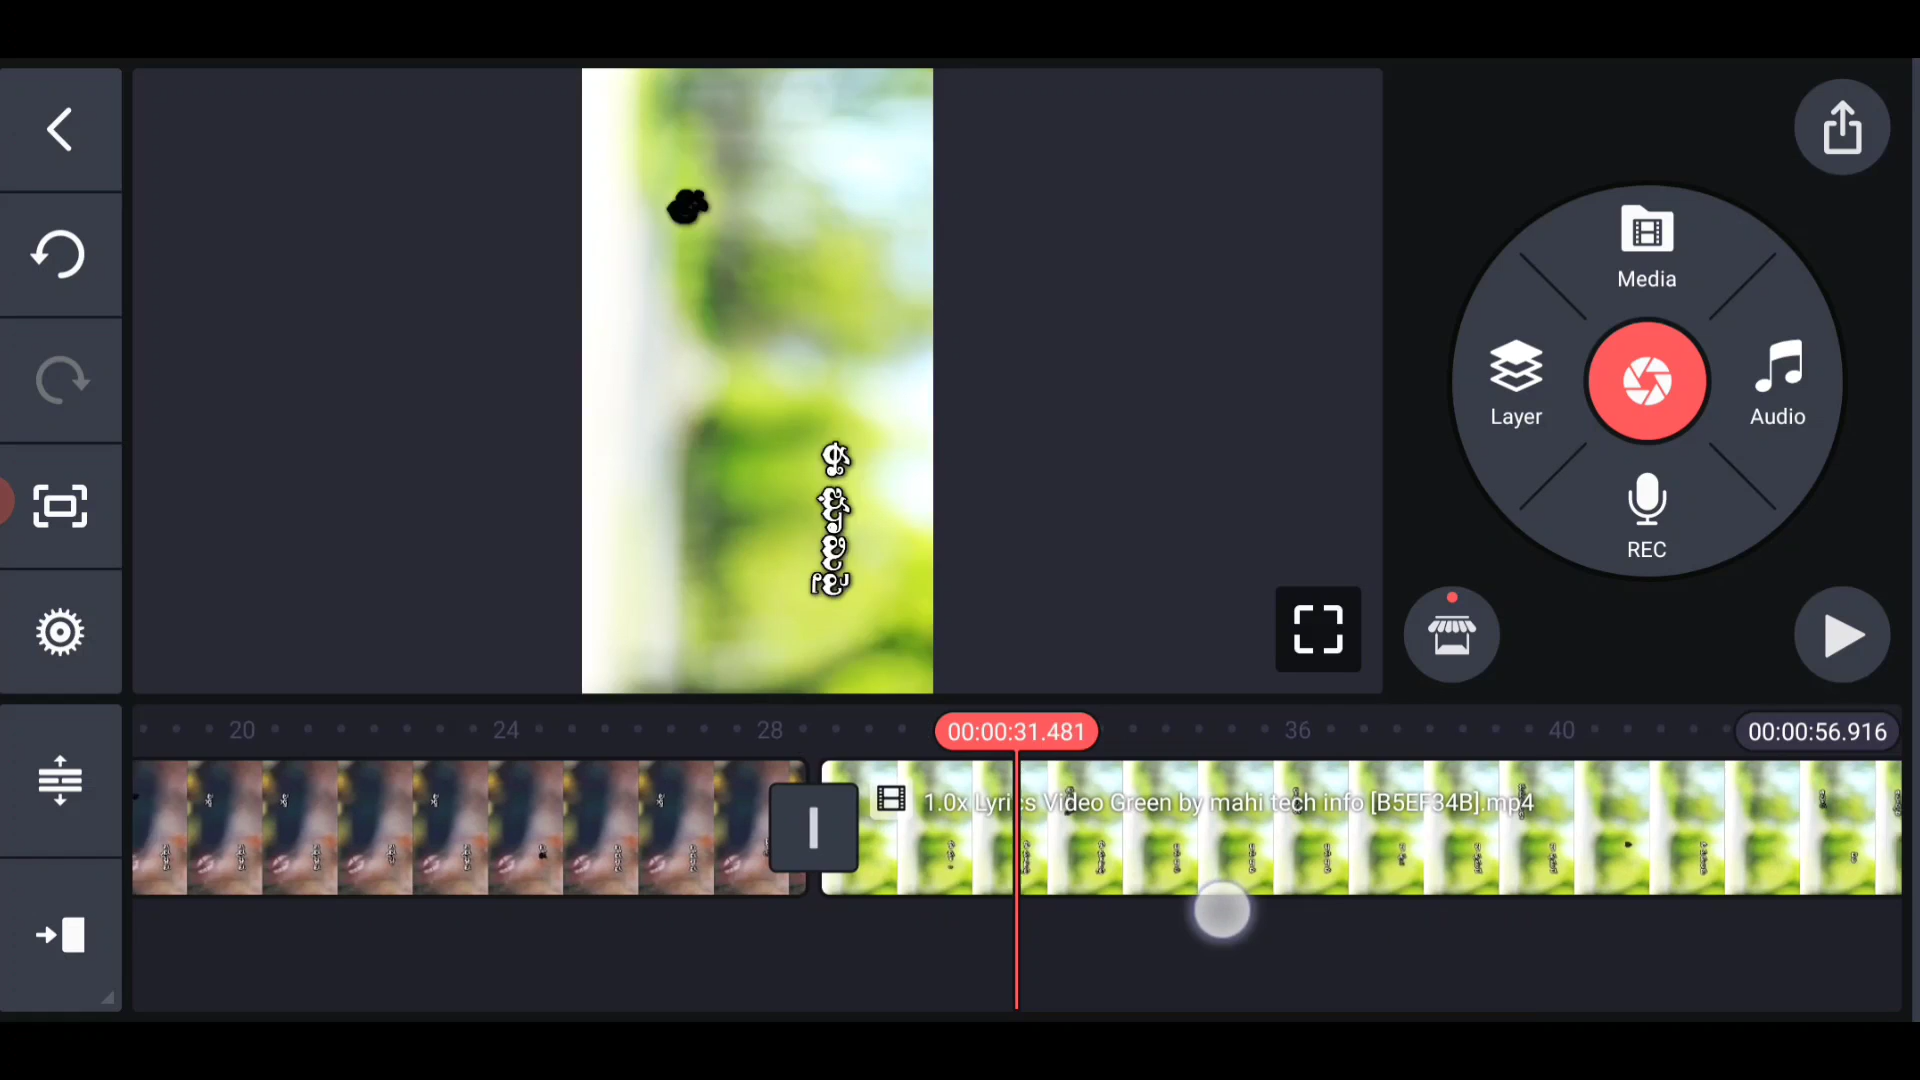 Media
Layer
Audio
REC
20
24
28
00:00:31.481
36
40
00:00:56.916
1.0x Lyrics Video Green by mahi tech info [B5EF34B].mp4